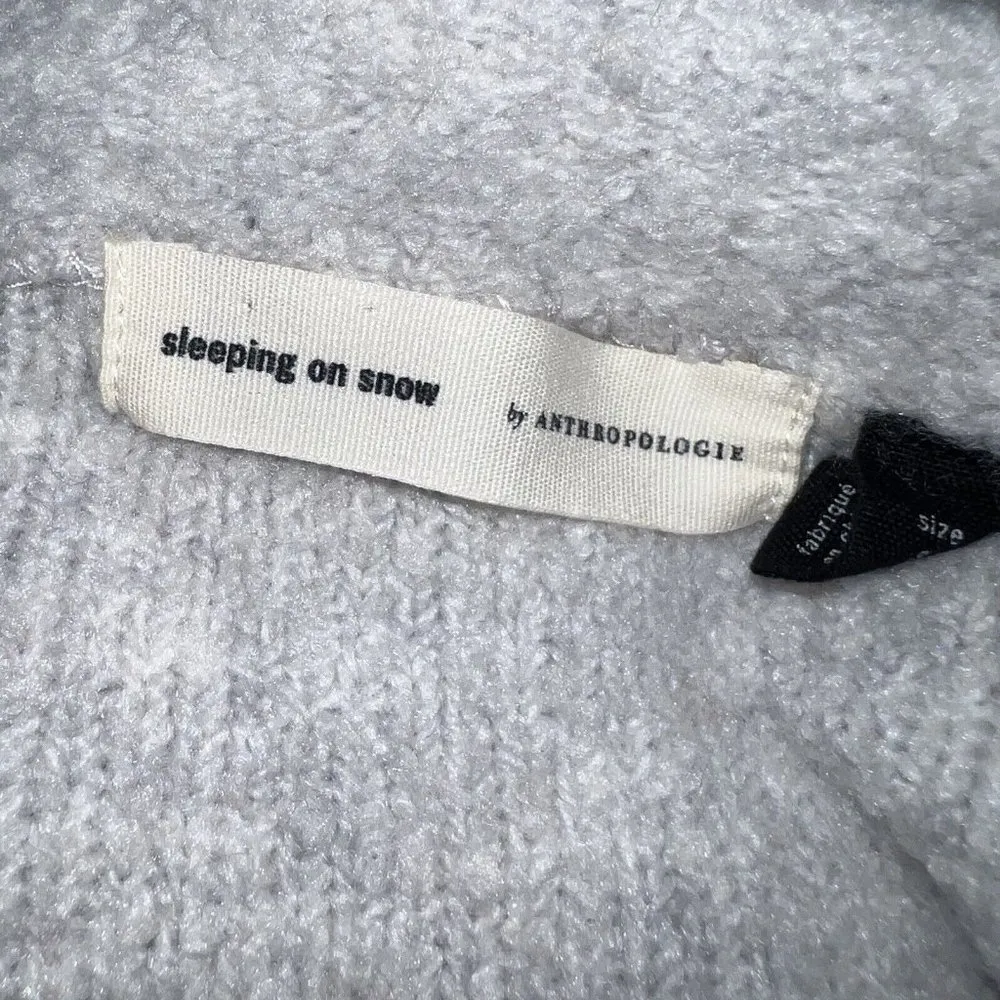 sleeping on snow
by ANTHROPOLOGIE
fabriqué
size